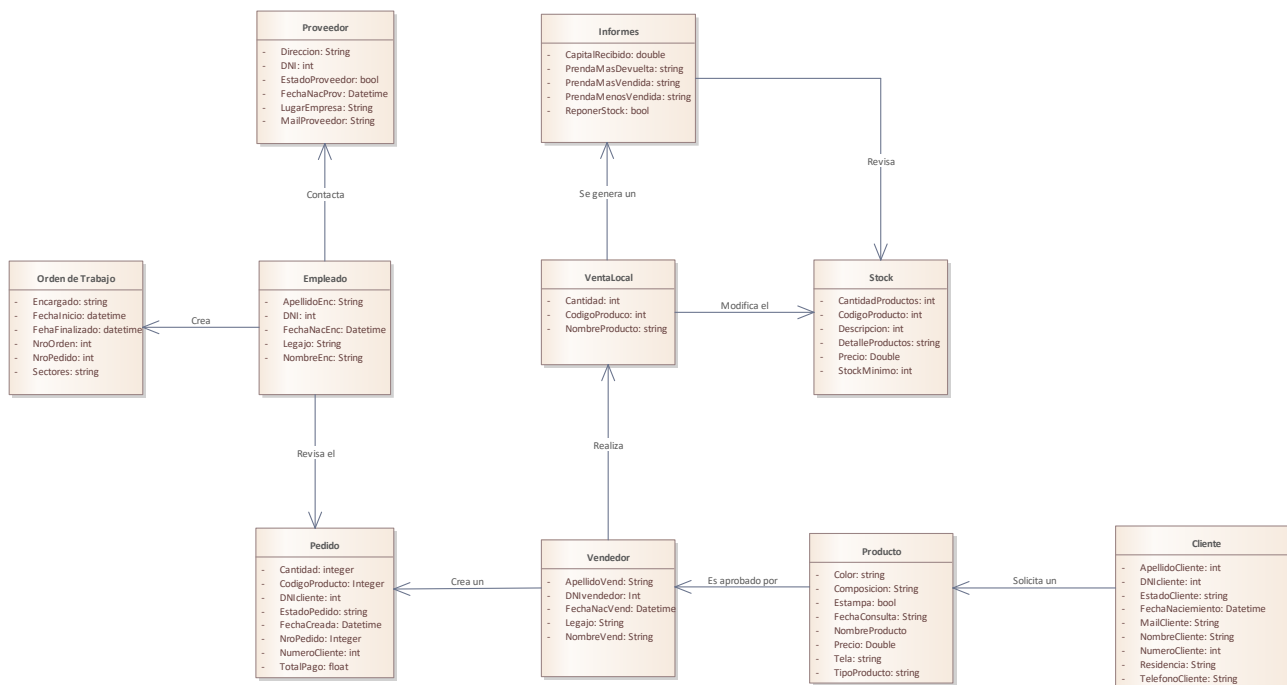 Proveedor
- Direccion: String
- DNI: int
- EstadoProveedor: bool
- FechaNacProv: Datetime
- LugarEmpresa: String
- MailProveedor: String
Informes
- CapitalRecibido: double
- PrendaMasDevuelta: string
- PrendaMasVendida: string
- PrendaMenosVendida: string
- ReponerStock: bool
Contacta
Se genera un
Revisa
Orden de Trabajo
- Encargado: string
- FechaInicio: datetime
- FehaFinalizado: datetime
- NroOrden: int
- NroPedido: int
- Sectores: string
Crea
Empleado
- ApellidoEnc: String
- DNI: int
- FechaNacEnc: Datetime
- Legajo: String
- NombreEnc: String
VentaLocal
- Cantidad: int
- CodigoProduco: int
- NombreProducto: string
Modifica el
Stock
- CantidadProductos: int
- CodigoProducto: int
- Descripcion: int
- DetalleProductos: string
- Precio: Double
- StockMinimo: int
Revisa el
Realiza
Pedido
- Cantidad: integer
- CodigoProducto: Integer
- DNIcliente: int
- EstadoPedido: string
- FechaCreada: Datetime
- NroPedido: Integer
- NumeroCliente: int
- TotalPago: float
Crea un
Vendedor
- ApellidoVend: String
- DNIvendedor: Int
- FechaNacVend: Datetime
- Legajo: String
- NombreVend: String
Es aprobado por
Producto
- Color: string
- Composicion: String
- Estampa: bool
- FechaConsulta: String
- NombreProducto
- Precio: Double
- Tela: string
- TipoProducto: string
Solicita un
Cliente
- ApellidoCliente: int
- DNIcliente: int
- EstadoCliente: string
- FechaNaciemiento: Datetime
- MailCliente: String
- NombreCliente: String
- NumeroCliente: int
- Residencia: String
- TelefonoCliente: String